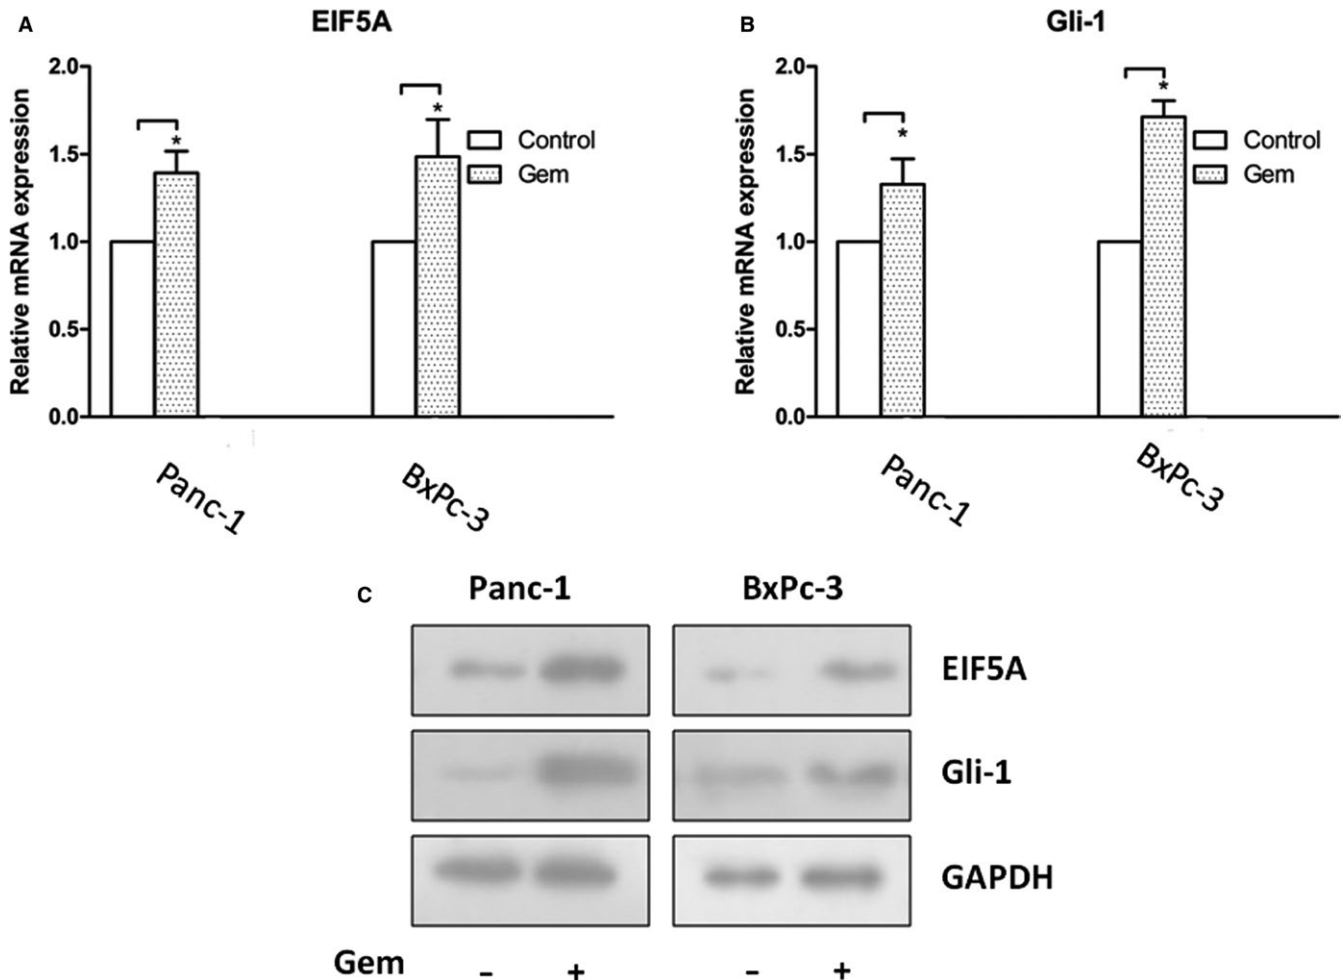 A
EIF5A
Relative mRNA expression
2.0
1.5
1.0
0.5
0.0
*
*
Control
Gem
Panc-1
BxPc-3
B
Gli-1
Relative mRNA expression
2.0
1.5
1.0
0.5
0.0
*
*
Control
Gem
Panc-1
BxPc-3
C
Panc-1 BxPc-3
EIF5A
Gli-1
GAPDH
Gem - + - +